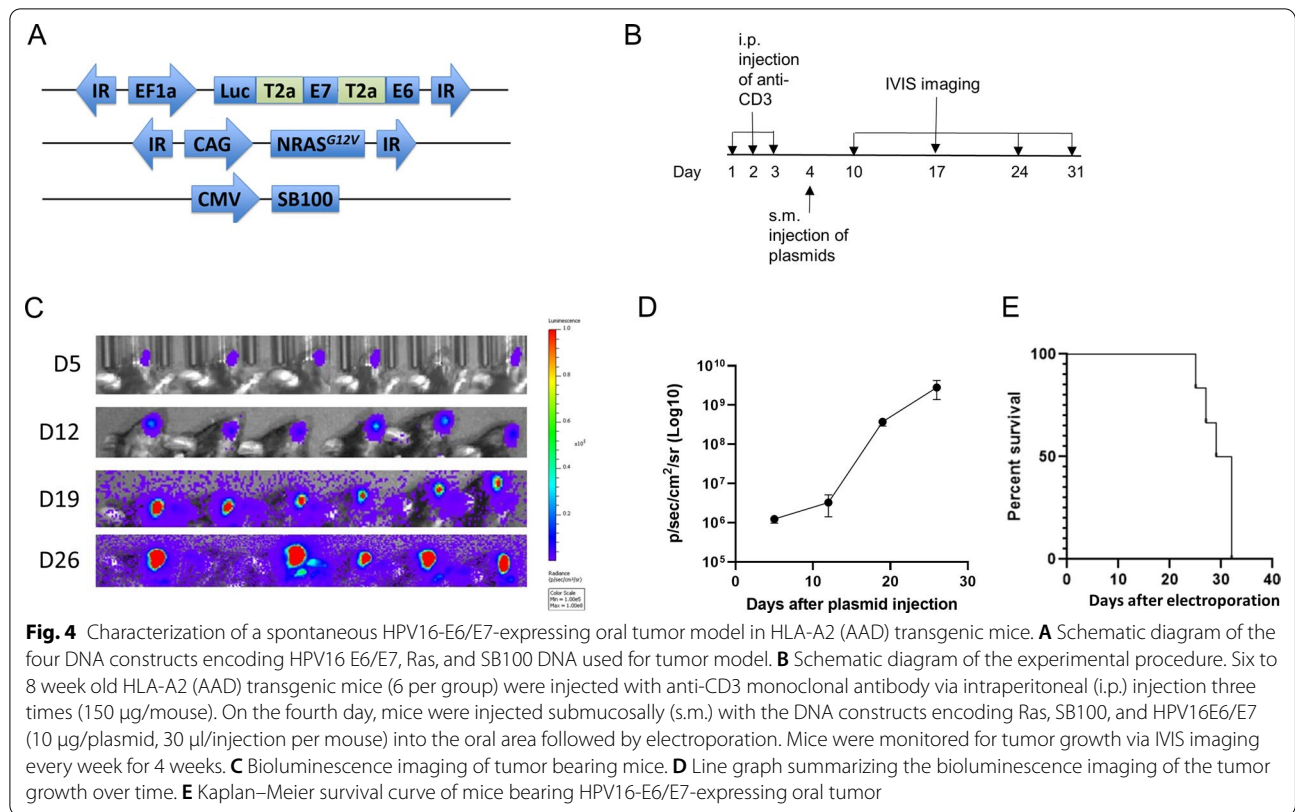 A
IR EF1a Luc T2a E7 T2a E6 IR
IR CAG NRAS^G12V IR
CMV SB100
B
i.p.
injection
of anti-
CD3
IVIS imaging
Day 1 2 3 4 10 17 24 31
s.m.
injection of
plasmids
C
D5
D12
D19
D26
Luminescence
1.0
0.8
0.6
0.4
0.2
Radiance
(p/sec/cm²/sr)
Color Scale
Min = 1.00e5
Max = 1.00e8
D
p/sec/cm²/sr (Log10)
10¹⁰
10⁹
10⁸
10⁷
10⁶
10⁵
0 10 20 30
Days after plasmid injection
E
Percent survival
100
50
0
0 10 20 30 40
Days after electroporation
Fig. 4 Characterization of a spontaneous HPV16-E6/E7-expressing oral tumor model in HLA-A2 (AAD) transgenic mice. A Schematic diagram of the
four DNA constructs encoding HPV16 E6/E7, Ras, and SB100 DNA used for tumor model. B Schematic diagram of the experimental procedure. Six to
8 week old HLA-A2 (AAD) transgenic mice (6 per group) were injected with anti-CD3 monoclonal antibody via intraperitoneal (i.p.) injection three
times (150 μg/mouse). On the fourth day, mice were injected submucosally (s.m.) with the DNA constructs encoding Ras, SB100, and HPV16E6/E7
(10 μg/plasmid, 30 μl/injection per mouse) into the oral area followed by electroporation. Mice were monitored for tumor growth via IVIS imaging
every week for 4 weeks. C Bioluminescence imaging of tumor bearing mice. D Line graph summarizing the bioluminescence imaging of the tumor
growth over time. E Kaplan–Meier survival curve of mice bearing HPV16-E6/E7-expressing oral tumor